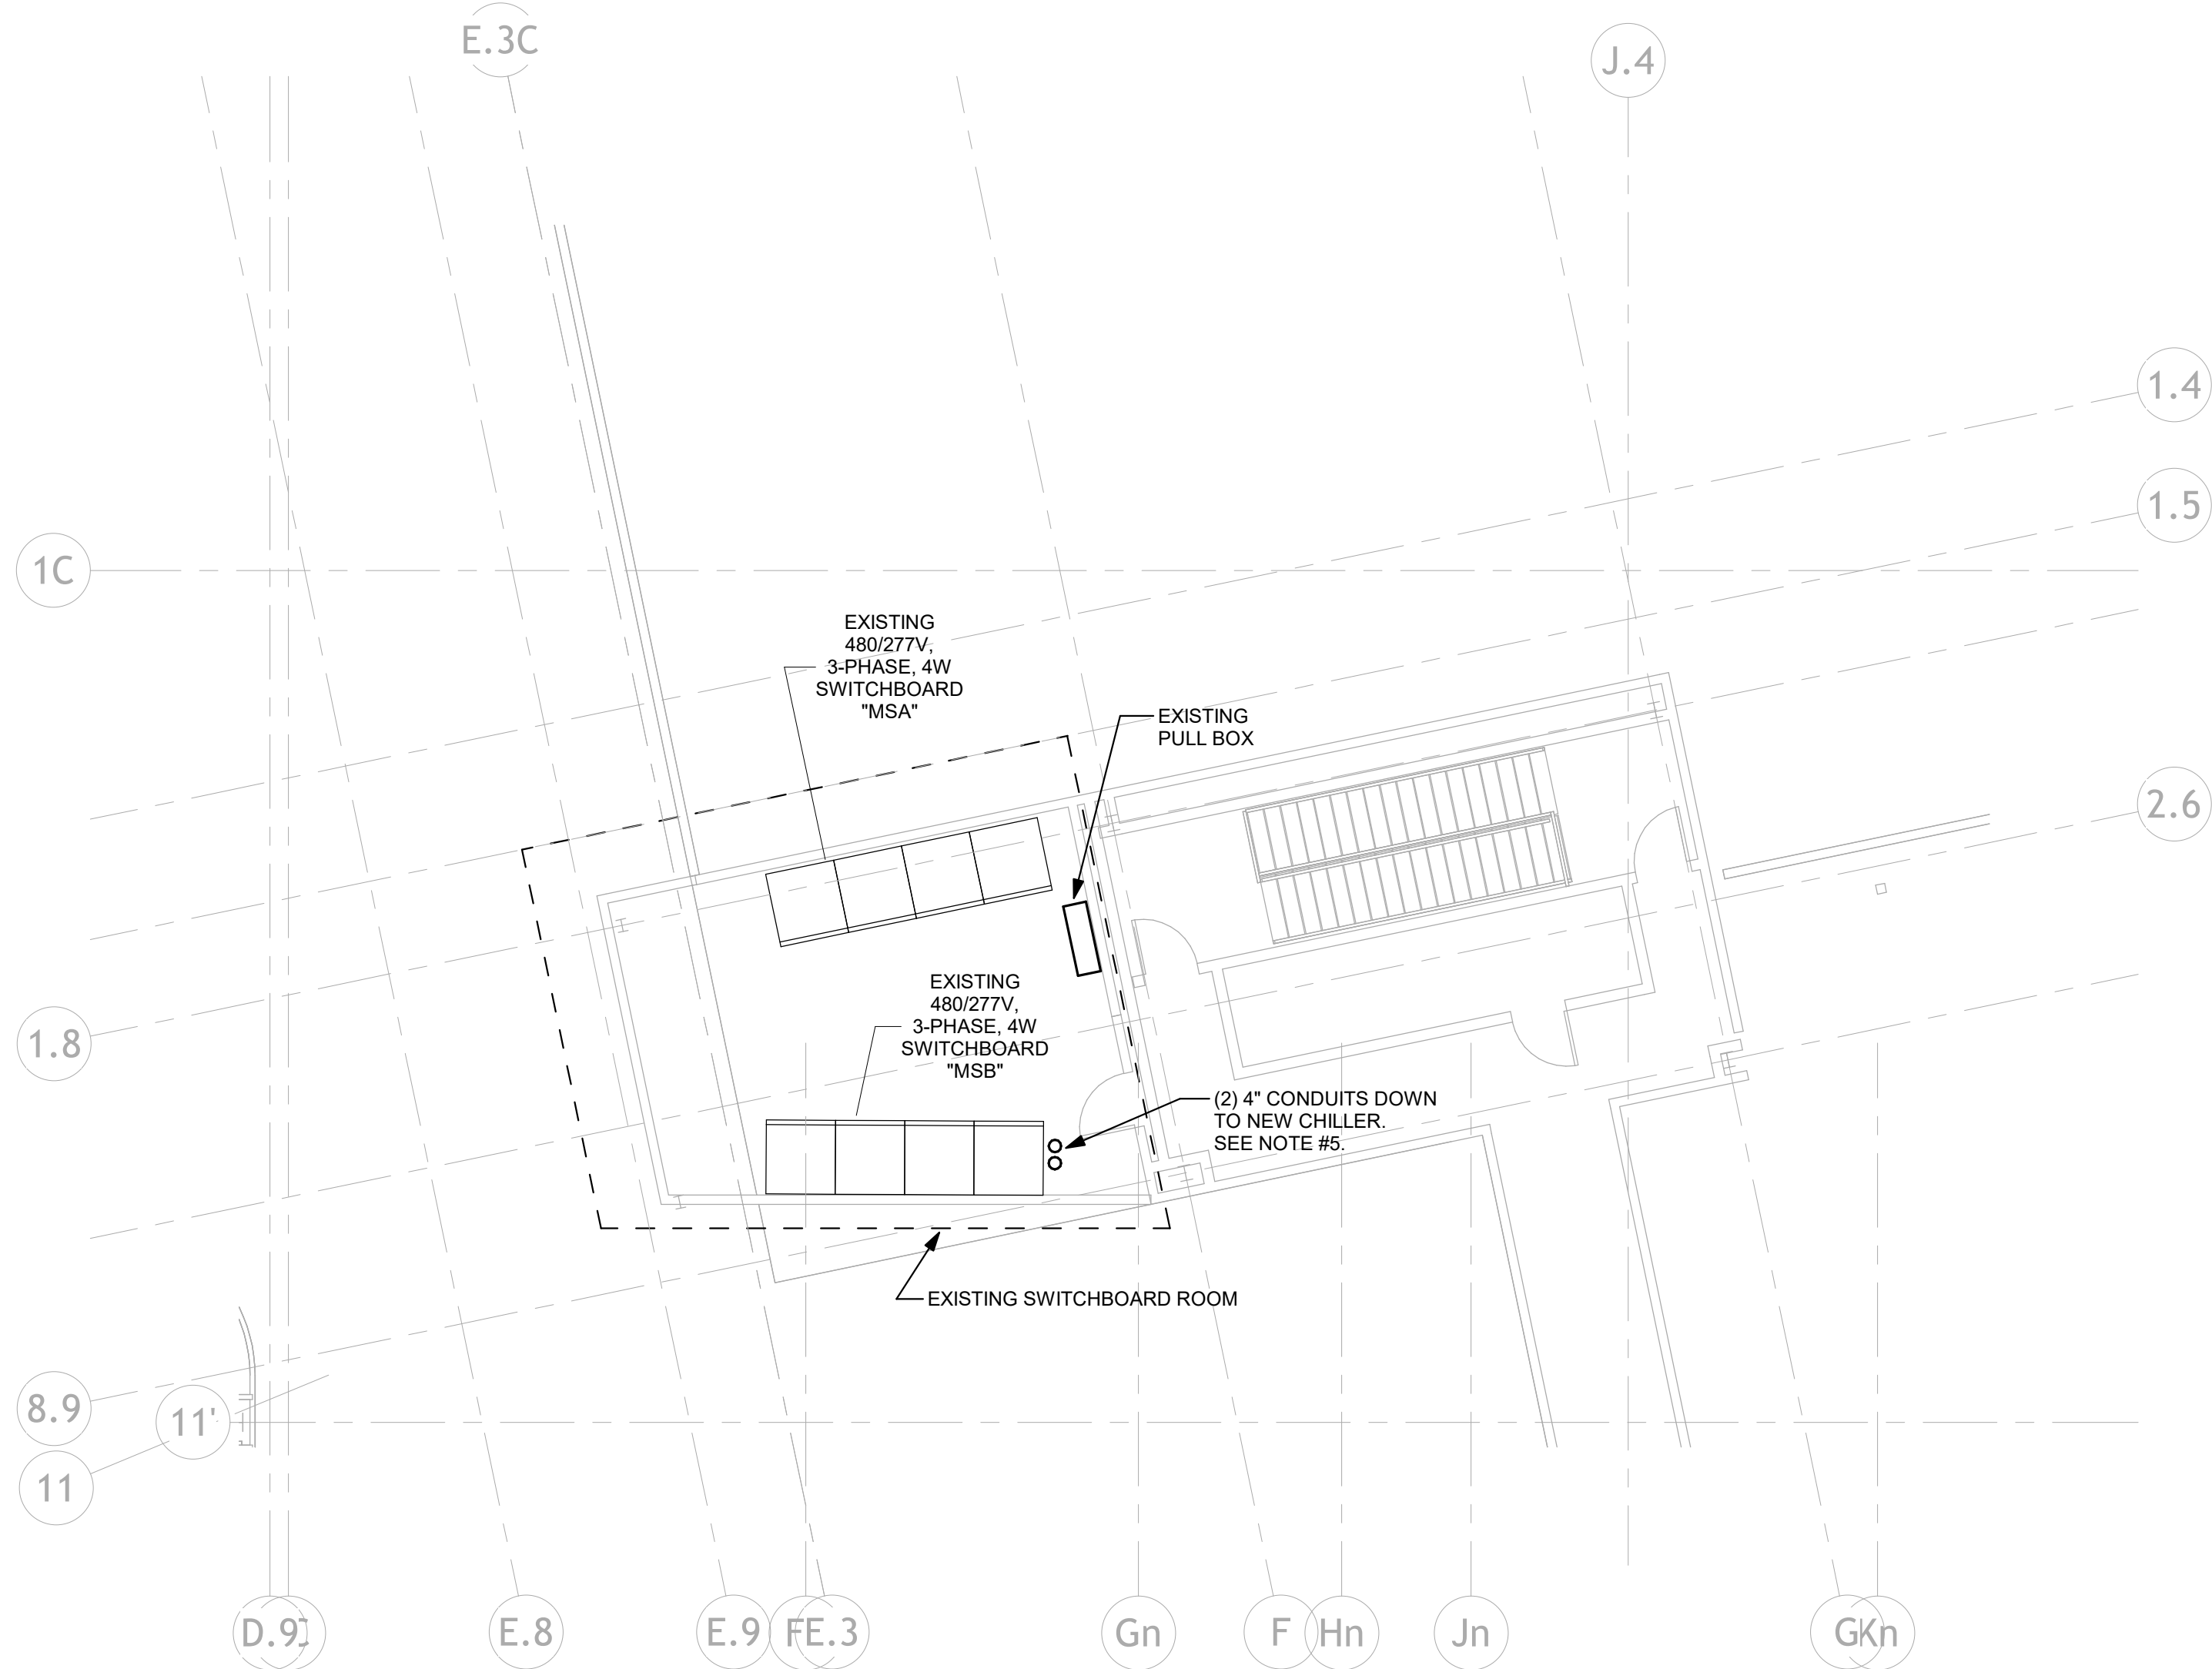 E.3C
J.4
1.4
1.5
1C
EXISTING
480/277V,
3-PHASE, 4W
SWITCHBOARD
"MSA"
EXISTING
PULL BOX
2.6
EXISTING
480/277V,
3-PHASE, 4W
SWITCHBOARD
"MSB"
1.8
(2) 4" CONDUITS DOWN
TO NEW CHILLER.
SEE NOTE #5.
EXISTING SWITCHBOARD ROOM
8.9
11'
11
D.9
E.8
E.9
E.3
Gn
F
Hn
Jn
G
Kn